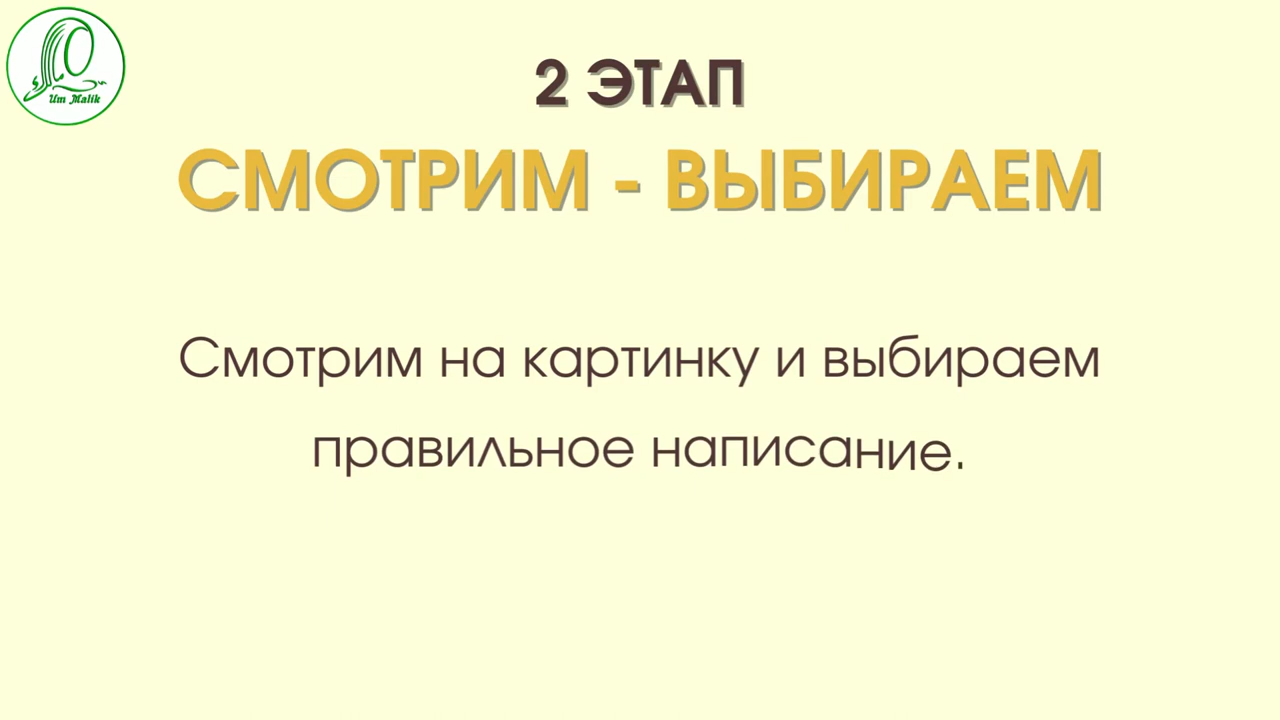 Um Malik
2 ЭТАП
СМОТРИМ - ВЫБИРАЕМ
Смотрим на картинку и выбираем
правильное написание.